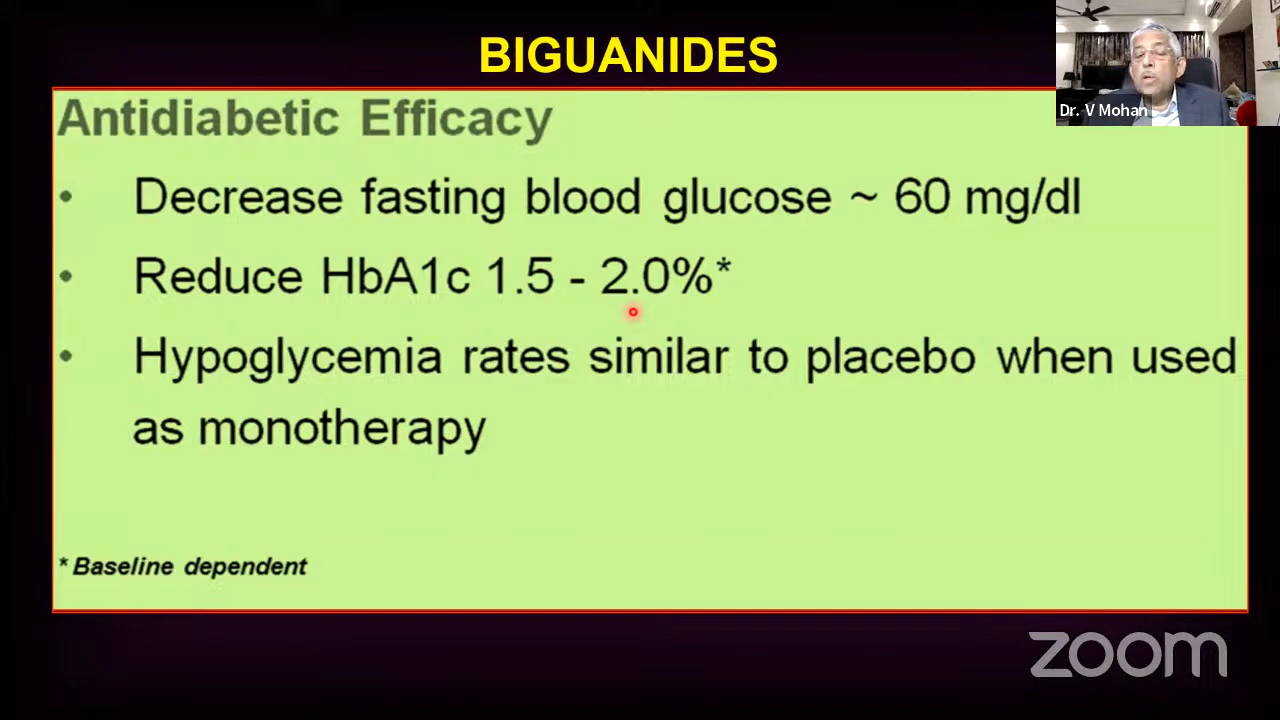 BIGUANIDES
Dr. V Mohan
Antidiabetic Efficacy
• Decrease fasting blood glucose ~ 60 mg/dl
• Reduce HbA1c 1.5 - 2.0%*
• Hypoglycemia rates similar to placebo when used
as monotherapy
* Baseline dependent
zoom